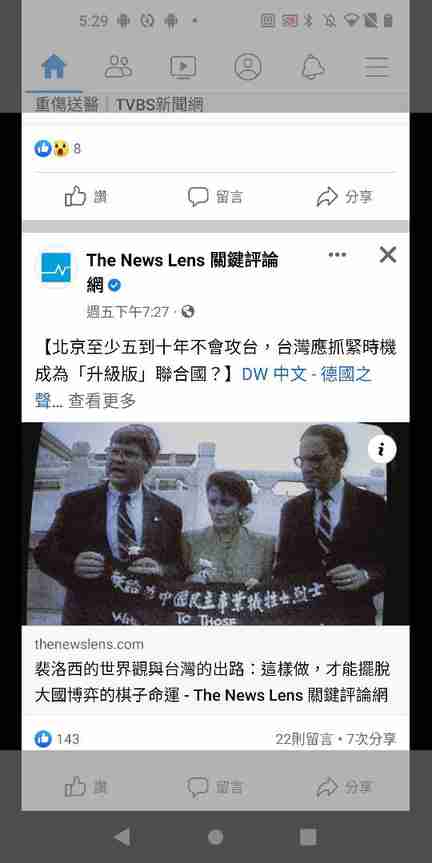 5:29
重傷送醫｜TVBS新聞網
8
讚 留言 分享
The News Lens 關鍵評論
網
週五下午7:27 ·
【北京至少五到十年不會攻台，台灣應抓緊時機
成為「升級版」聯合國？】DW 中文 - 德國之
聲... 查看更多
i
敬給為中國民主事業犧牲的烈士
With
TO THOSE
thenewslens.com
裴洛西的世界觀與台灣的出路：這樣做，才能擺脫
大國博弈的棋子命運 - The News Lens 關鍵評論網
143 22則留言 • 7次分享
讚 留言 分享